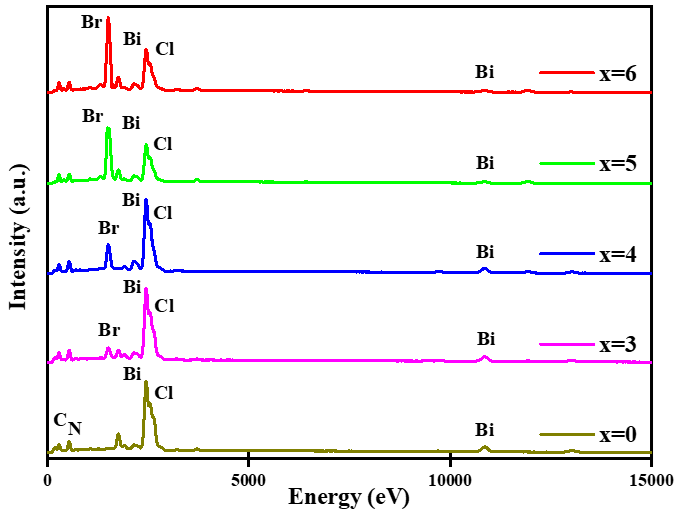 Br
Bi
Cl
Bi
x=6
Br
Bi
Bi
x=5
Bi
Cl
Br
Bi
x=4
Bi
Cl
Br
Bi
x=3
Bi
Cl
C
N
Bi
x=0
0
5000
10000
15000
Energy (eV)
Intensity (a.u.)